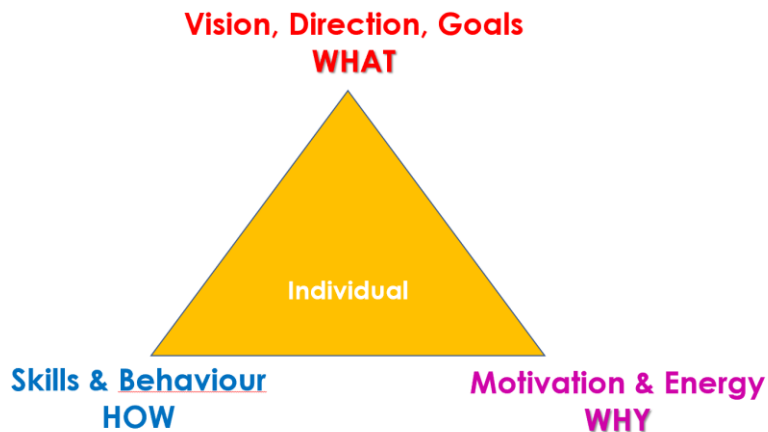 Vision, Direction, Goals
WHAT
Individual
Skills & Behaviour
HOW
Motivation & Energy
WHY